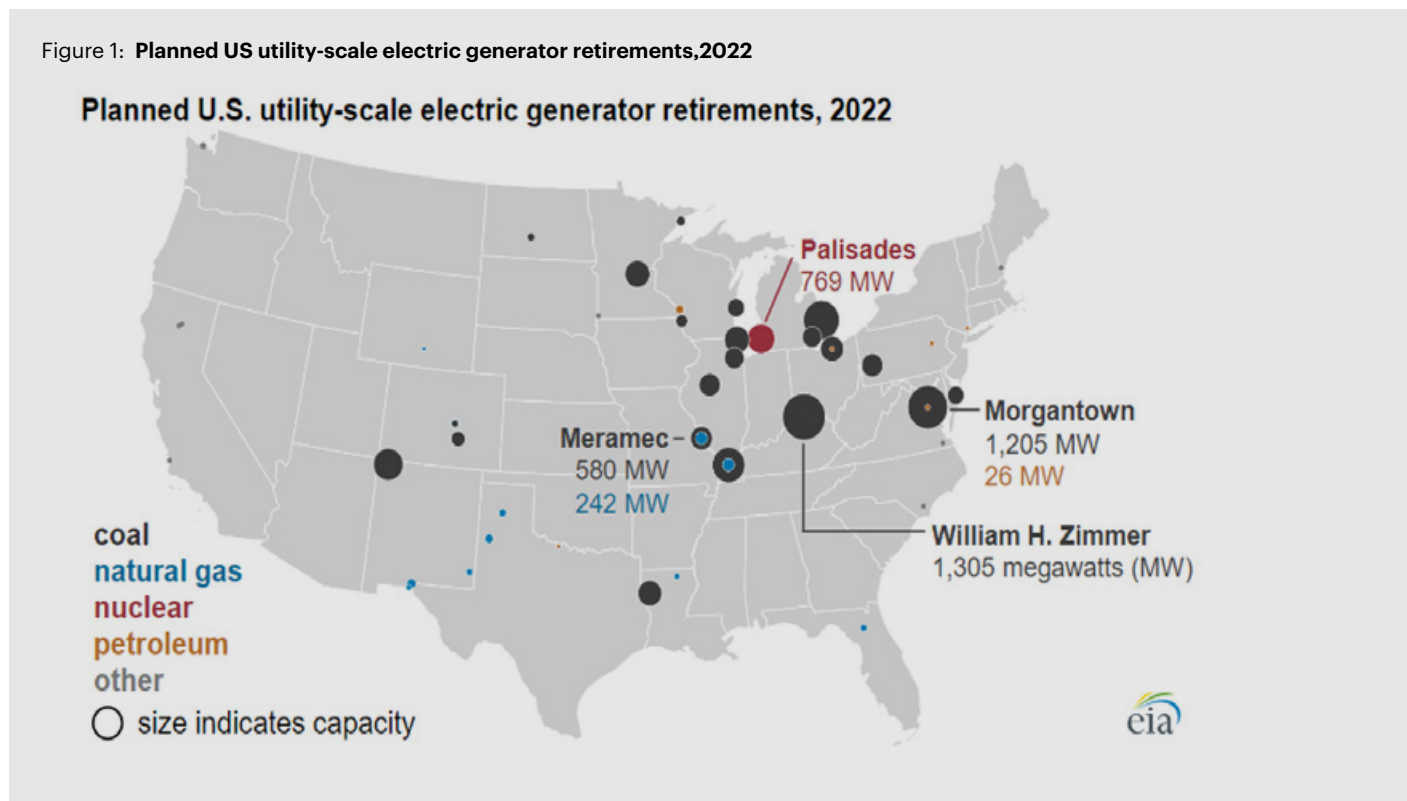 Figure 1: Planned US utility-scale electric generator retirements,2022
Planned U.S. utility-scale electric generator retirements, 2022
Palisades
769 MW
Meramec
580 MW
242 MW
Morgantown
1,205 MW
26 MW
William H. Zimmer
1,305 megawatts (MW)
coal
natural gas
nuclear
petroleum
other
size indicates capacity
eia